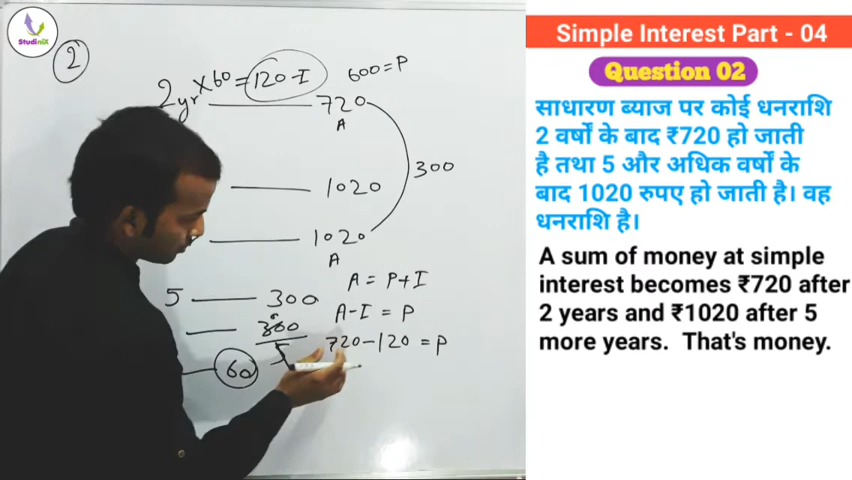 StudiniX
2
2yr × 60 = 120 - I
600 = P
720
A
1020
300
1020
A
A = P + I
5 300
A - I = P
300
5
720 - 120 = P
60
Simple Interest Part - 04
Question 02
साधारण ब्याज पर कोई धनराशि
2 वर्षों के बाद ₹720 हो जाती
है तथा 5 और अधिक वर्षों के
बाद 1020 रुपए हो जाती है। वह
धनराशि है।
A sum of money at simple
interest becomes ₹720 after
2 years and ₹1020 after 5
more years. That's money.